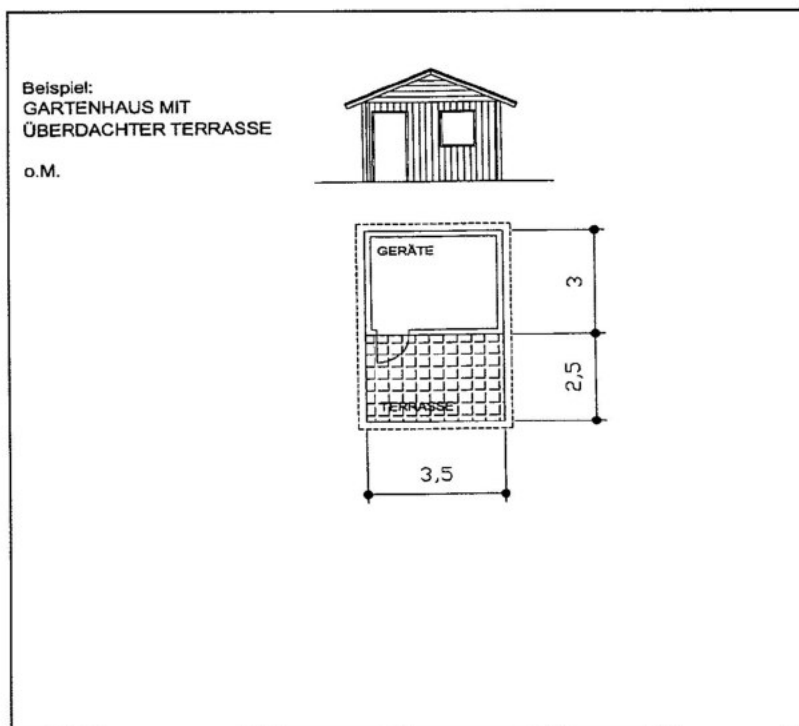 Beispiel:
GARTENHAUS MIT
ÜBERDACHTER TERRASSE
o.M.
GERÄTE
3
2,5
TERRASSE
3,5